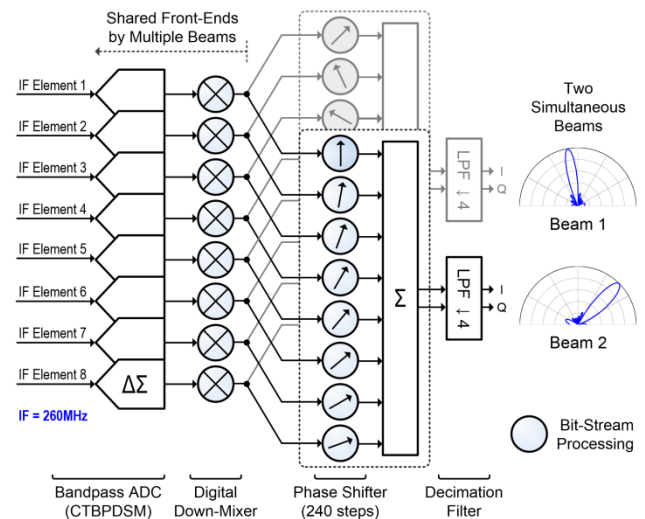 Shared Front-Ends
by Multiple Beams
IF Element 1
IF Element 2
IF Element 3
IF Element 4
IF Element 5
IF Element 6
IF Element 7
IF Element 8
ΔΣ
IF = 260MHz
Σ
LPF ↓ 4
I
Q
LPF ↓ 4
I
Q
Two
Simultaneous
Beams
Beam 1
Beam 2
Bit-Stream
Processing
Bandpass ADC
(CTBPDSM)
Digital
Down-Mixer
Phase Shifter
(240 steps)
Decimation
Filter